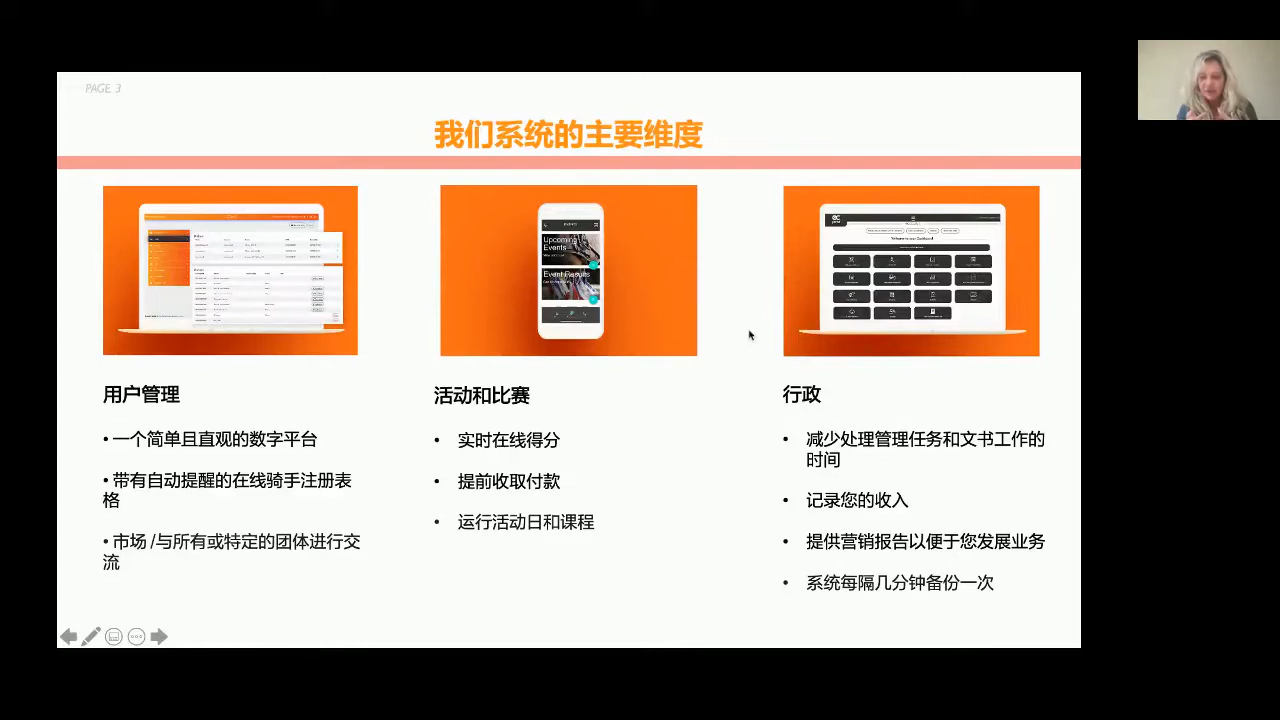 PAGE 3
我们系统的主要维度
Upcoming
Events
Event Results
用户管理
• 一个简单且直观的数字平台
• 带有自动提醒的在线骑手注册表
格
• 市场 /与所有或特定的团体进行交
流
活动和比赛
• 实时在线得分
• 提前收取付款
• 运行活动日和课程
行政
• 减少处理管理任务和文书工作的
时间
• 记录您的收入
• 提供营销报告以便于您发展业务
• 系统每隔几分钟备份一次